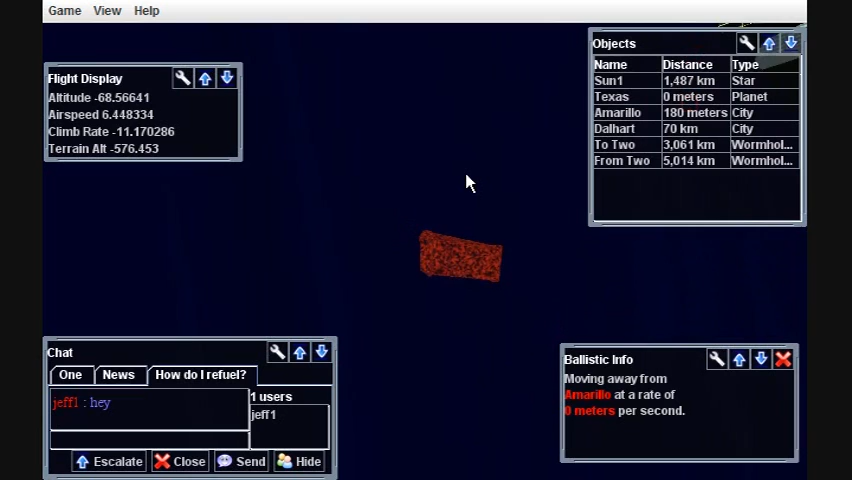 Game View Help
Flight Display
Altitude -68.56641
Airspeed 6.448334
Climb Rate -11.170286
Terrain Alt -576.453
Objects
Name Distance Type
Sun1 1,487 km Star
Texas 0 meters Planet
Amarillo 180 meters City
Dalhart 70 km City
To Two 3,061 km Wormhol...
From Two 5,014 km Wormhol...
Chat
One News How do I refuel?
jeff1 : hey
1 users
jeff1
Escalate Close Send Hide
Ballistic Info
Moving away from
Amarillo at a rate of
0 meters per second.